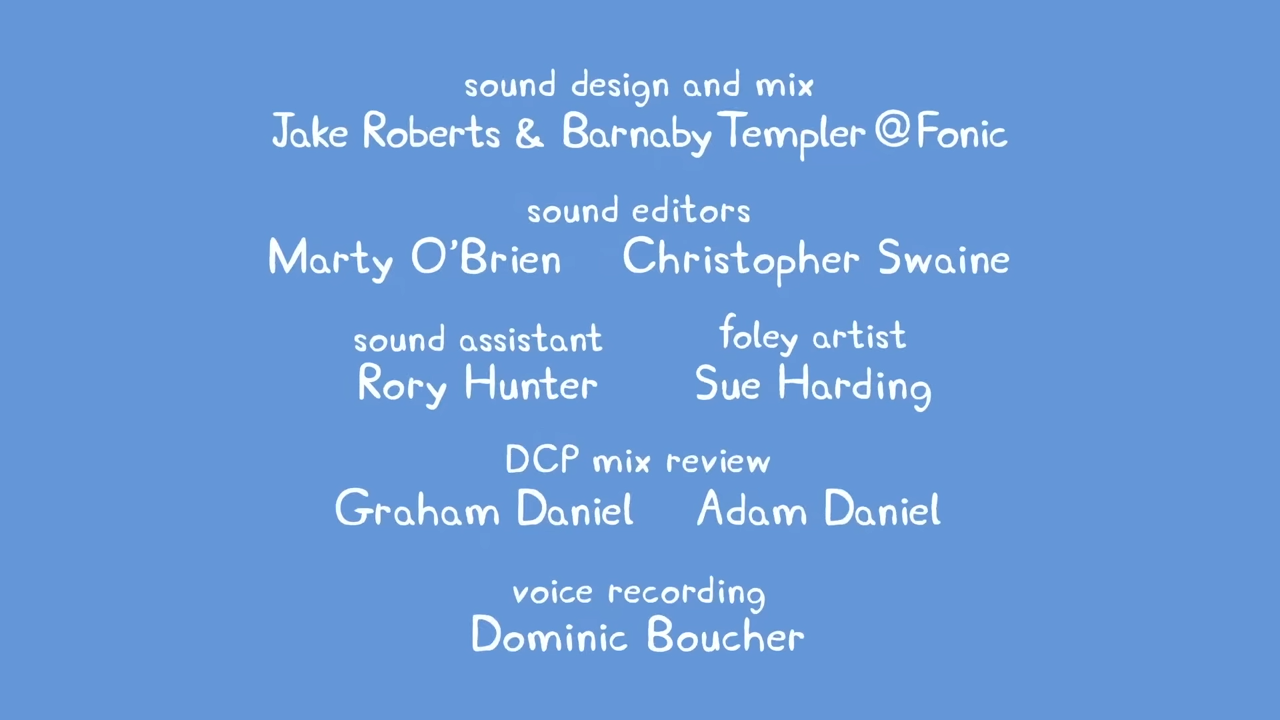 sound design and mix
Jake Roberts & Barnaby Templer @Fonic
sound editors
Marty O'Brien Christopher Swaine
sound assistant foley artist
Rory Hunter Sue Harding
DCP mix review
Graham Daniel Adam Daniel
voice recording
Dominic Boucher